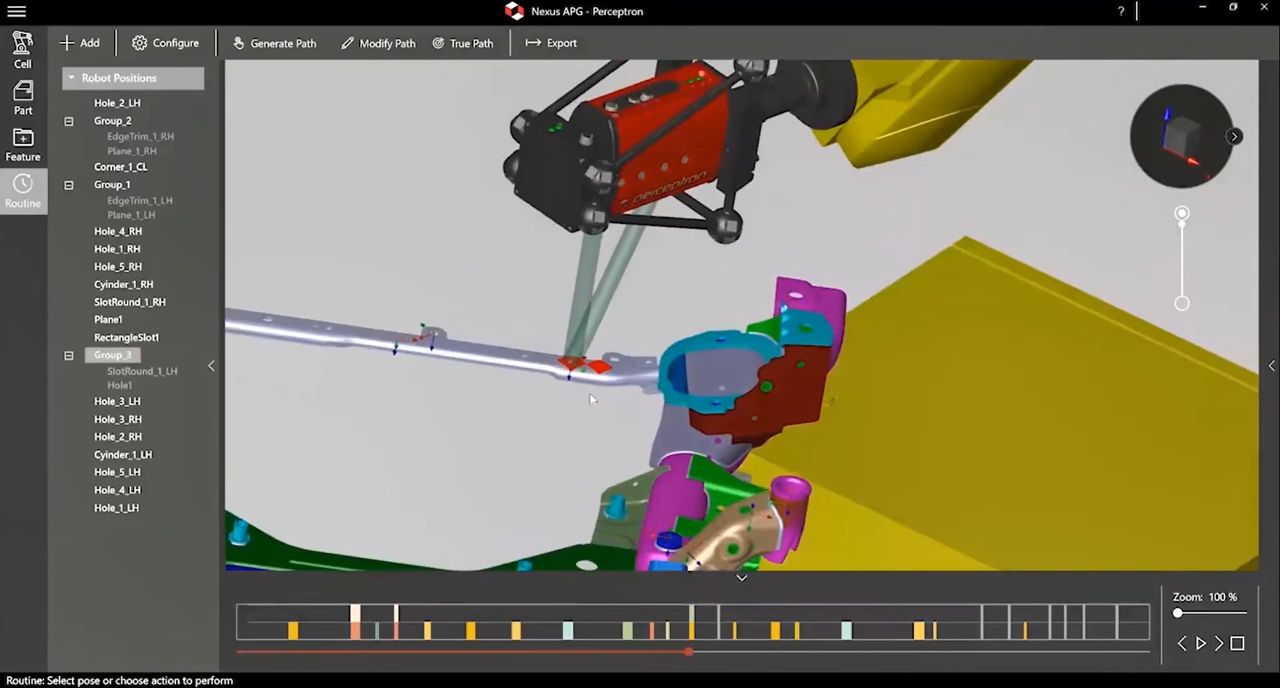 Nexus APG - Perceptron
?
Add
Configure
Generate Path
Modify Path
True Path
Export
Cell
Part
Feature
Routine
Robot Positions
Hole_2_LH
Group_2
EdgeTrim_1_RH
Plane_1_RH
Corner_1_CL
Group_1
EdgeTrim_1_LH
Plane_1_LH
Hole_4_RH
Hole_1_RH
Hole_5_RH
Cyinder_1_RH
SlotRound_1_RH
Plane1
RectangleSlot1
Group_3
SlotRound_1_LH
Hole1
Hole_3_LH
Hole_3_RH
Hole_2_RH
Cyinder_1_LH
Hole_5_LH
Hole_4_LH
Hole_1_LH
perceptron
Zoom: 100 %
Routine: Select pose or choose action to perform